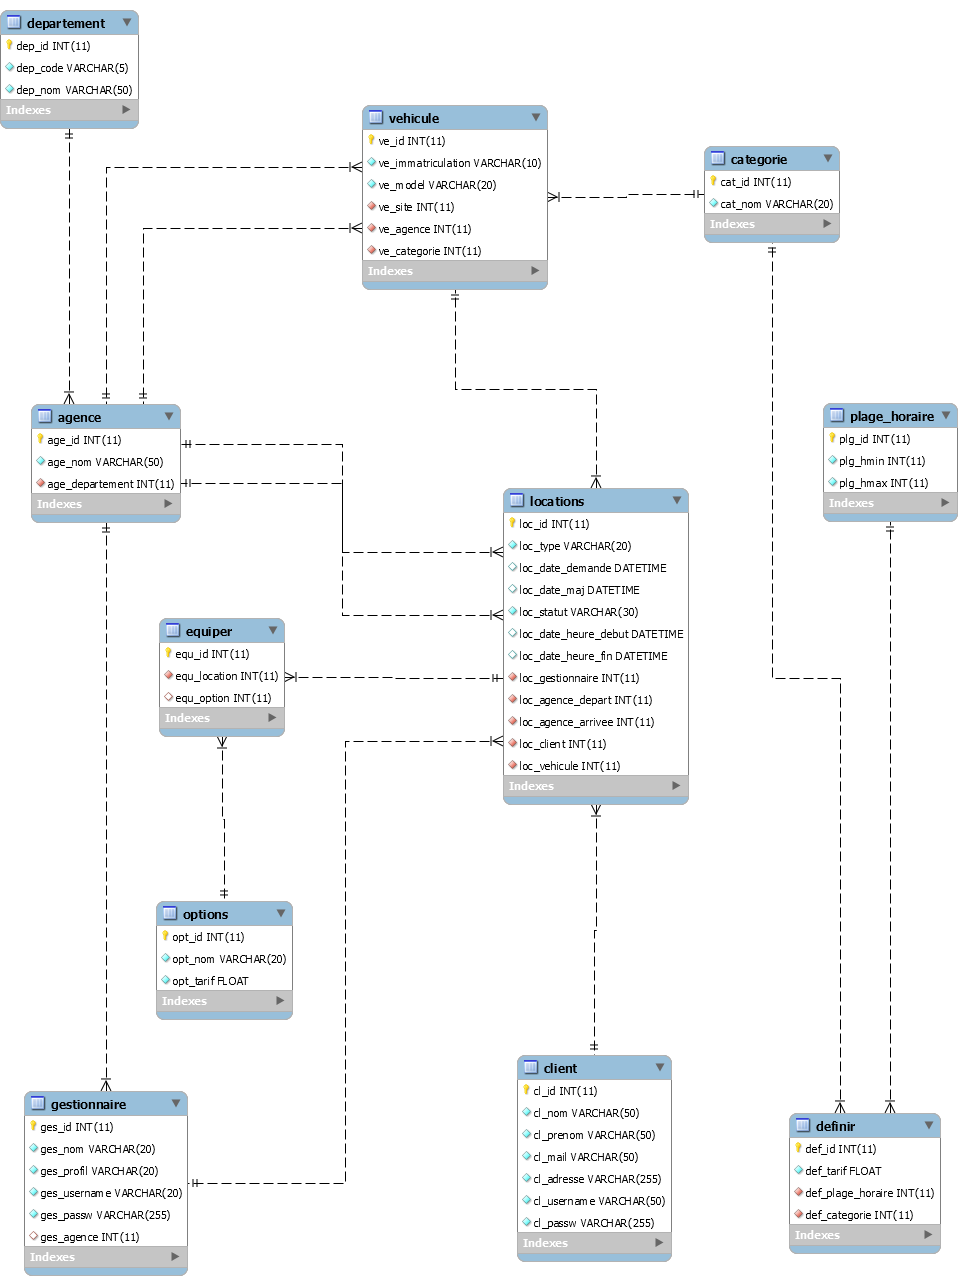 departement
dep_id INT(11)
dep_code VARCHAR(5)
dep_nom VARCHAR(50)
Indexes
vehicule
ve_id INT(11)
ve_immatriculation VARCHAR(10)
ve_model VARCHAR(20)
ve_site INT(11)
ve_agence INT(11)
ve_categorie INT(11)
Indexes
categorie
cat_id INT(11)
cat_nom VARCHAR(20)
Indexes
agence
age_id INT(11)
age_nom VARCHAR(50)
age_departement INT(11)
Indexes
plage_horaire
plg_id INT(11)
plg_hmin INT(11)
plg_hmax INT(11)
Indexes
locations
loc_id INT(11)
loc_type VARCHAR(20)
loc_date_demande DATETIME
loc_date_maj DATETIME
loc_statut VARCHAR(30)
loc_date_heure_debut DATETIME
loc_date_heure_fin DATETIME
loc_gestionnaire INT(11)
loc_agence_depart INT(11)
loc_agence_arrivee INT(11)
loc_client INT(11)
loc_vehicule INT(11)
Indexes
equiper
equ_id INT(11)
equ_location INT(11)
equ_option INT(11)
Indexes
options
opt_id INT(11)
opt_nom VARCHAR(20)
opt_tarif FLOAT
Indexes
gestionnaire
ges_id INT(11)
ges_nom VARCHAR(20)
ges_profil VARCHAR(20)
ges_username VARCHAR(20)
ges_passw VARCHAR(255)
ges_agence INT(11)
Indexes
client
cl_id INT(11)
cl_nom VARCHAR(50)
cl_prenom VARCHAR(50)
cl_mail VARCHAR(50)
cl_adresse VARCHAR(255)
cl_username VARCHAR(50)
cl_passw VARCHAR(255)
Indexes
definir
def_id INT(11)
def_tarif FLOAT
def_plage_horaire INT(11)
def_categorie INT(11)
Indexes